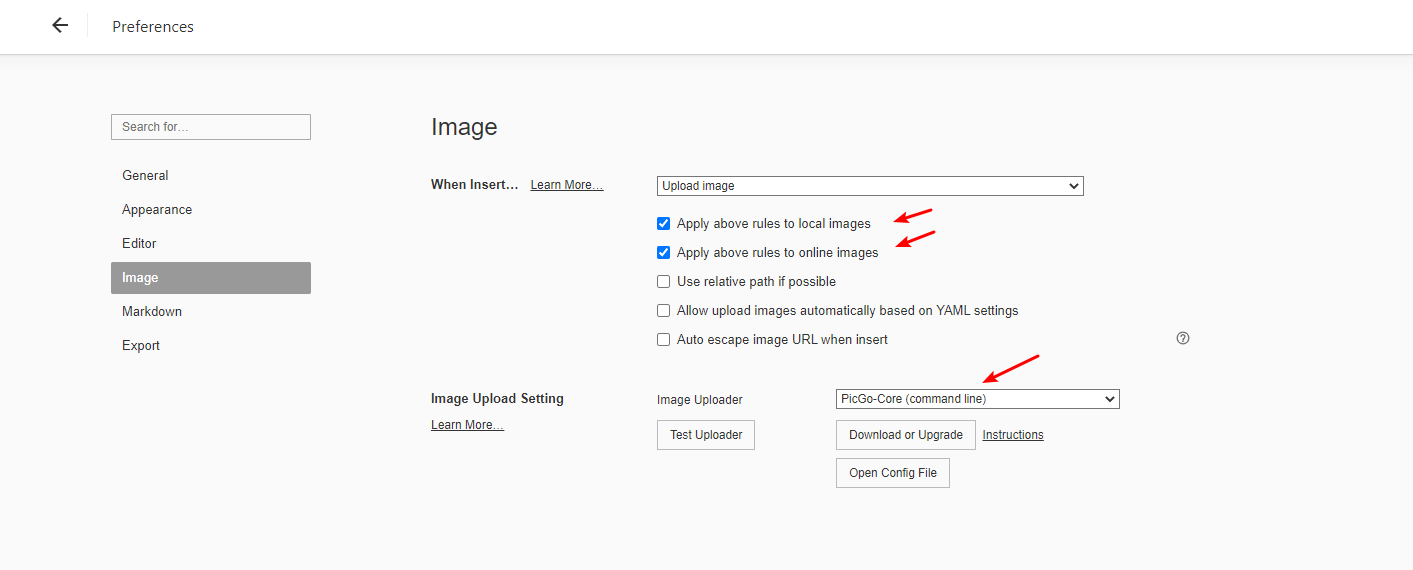 Preferences
Search for…
General
Appearance
Editor
Image
Markdown
Export
Image
When Insert… Learn More… Upload image
Apply above rules to local images
Apply above rules to online images
Use relative path if possible
Allow upload images automatically based on YAML settings
Auto escape image URL when insert ?
Image Upload Setting Image Uploader PicGo-Core (command line)
Learn More… Test Uploader Download or Upgrade Instructions
Open Config File